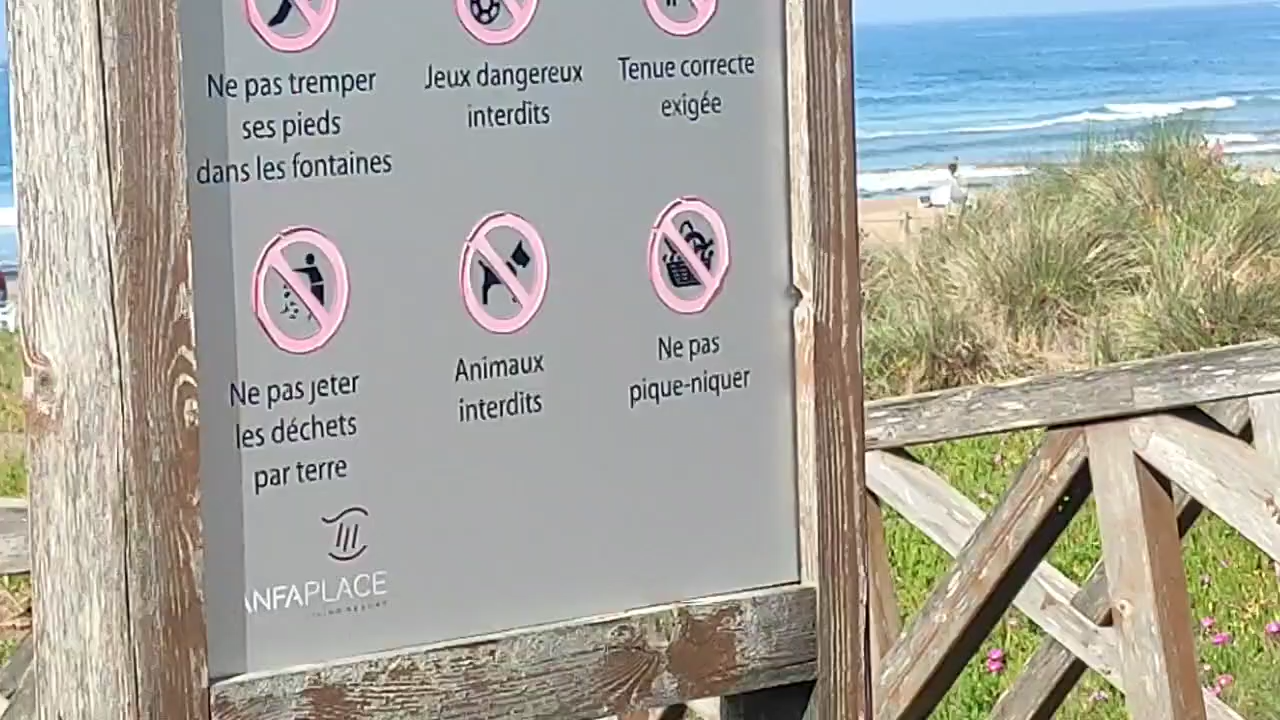 Ne pas tremper
ses pieds
dans les fontaines
Jeux dangereux
interdits
Tenue correcte
exigée
Ne pas jeter
les déchets
par terre
Animaux
interdits
Ne pas
pique-niquer
ANFAPLACE